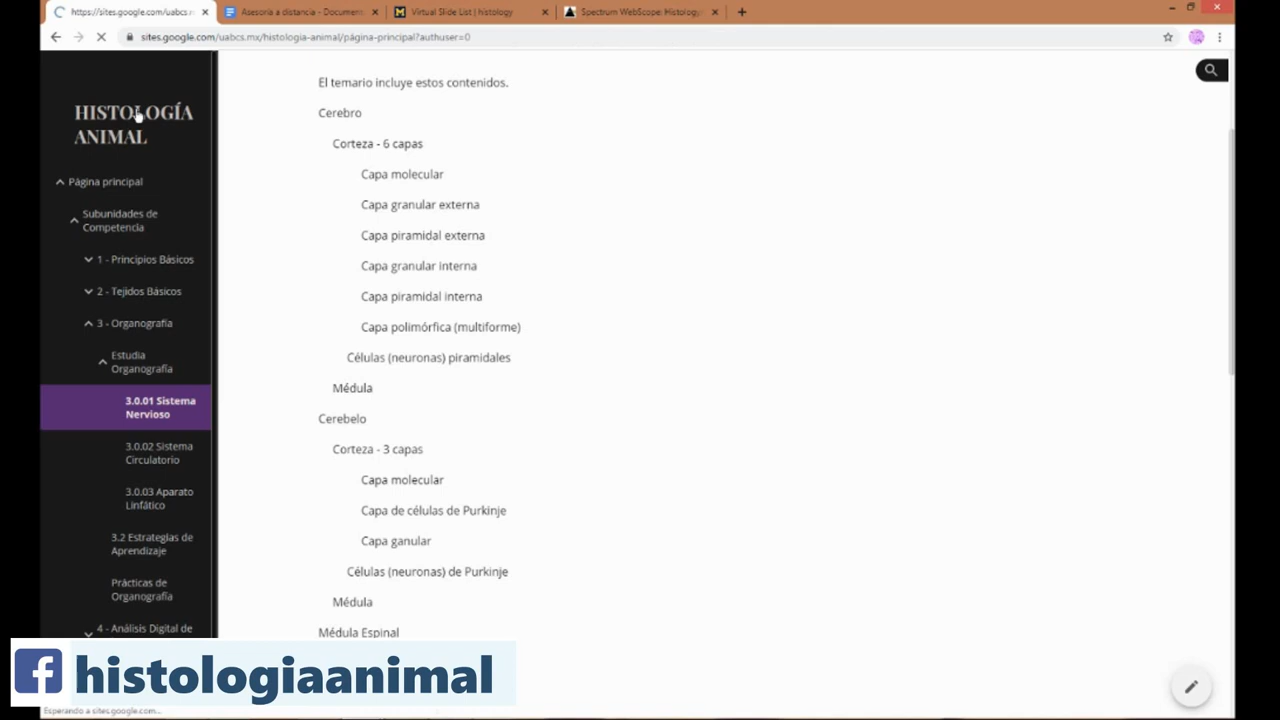 https://sites.google.com/uabcs.m
Asesoría a distancia - Document
Virtual Slide List | histology
Spectrum WebScope: Histology
sites.google.com/uabcs.mx/histologia-animal/página-principal?authuser=0
HISTOLOGÍA
ANIMAL
Página principal
Subunidades de
Competencia
1 - Principios Básicos
2 - Tejidos Básicos
3 - Organografía
Estudia
Organografía
3.0.01 Sistema
Nervioso
3.0.02 Sistema
Circulatorio
3.0.03 Aparato
Linfático
3.2 Estrategias de
Aprendizaje
Prácticas de
Organografía
4 - Análisis Digital de
El temario incluye estos contenidos.
Cerebro
Corteza - 6 capas
Capa molecular
Capa granular externa
Capa piramidal externa
Capa granular interna
Capa piramidal interna
Capa polimórfica (multiforme)
Células (neuronas) piramidales
Médula
Cerebelo
Corteza - 3 capas
Capa molecular
Capa de células de Purkinje
Capa ganular
Células (neuronas) de Purkinje
Médula
Médula Espinal
histologiaanimal
Esperando a sites.google.com...